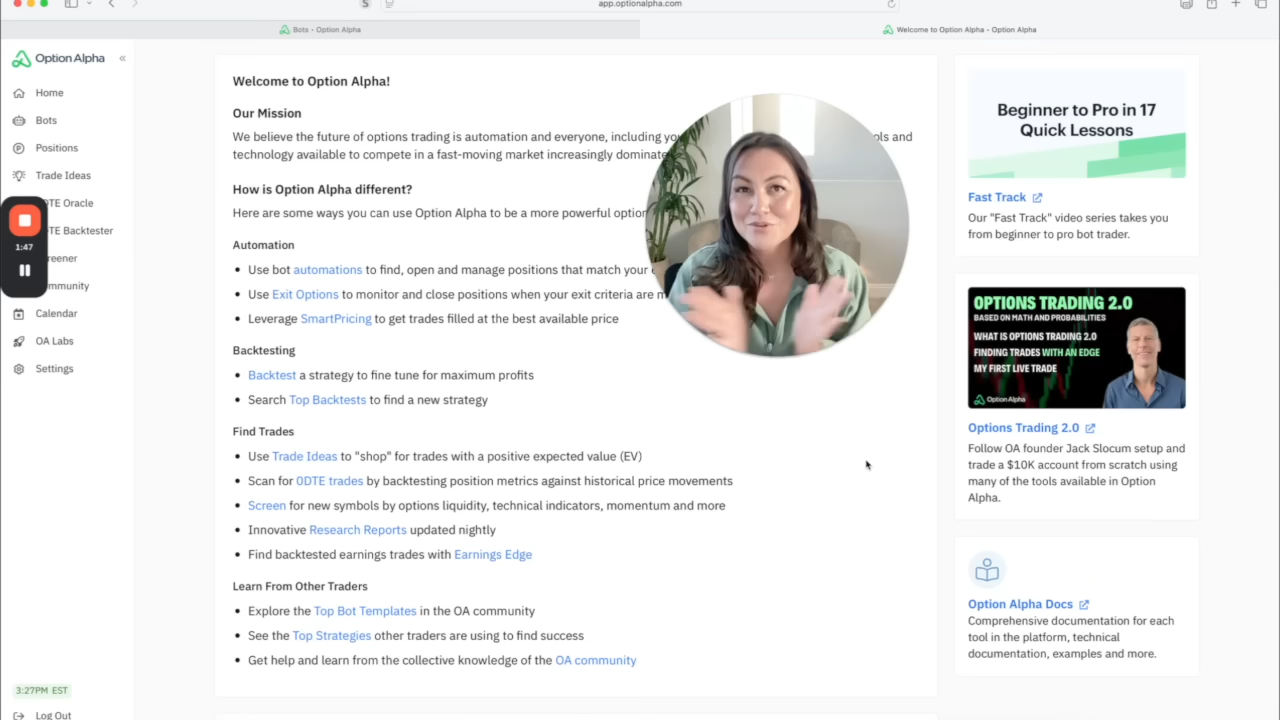 app.optionalpha.com
Bots - Option Alpha
Welcome to Option Alpha - Option Alpha
Option Alpha
«
Home
Bots
Positions
Trade Ideas
DTE Oracle
DTE Backtester
reener
mmunity
Calendar
OA Labs
Settings
1:47
3:27PM EST
Log Out
Welcome to Option Alpha!
Our Mission
We believe the future of options trading is automation and everyone, including you ols and
technology available to compete in a fast-moving market increasingly dominate
How is Option Alpha different?
Here are some ways you can use Option Alpha to be a more powerful option
Automation
• Use bot automations to find, open and manage positions that match your
• Use Exit Options to monitor and close positions when your exit criteria are m
• Leverage SmartPricing to get trades filled at the best available price
Backtesting
• Backtest a strategy to fine tune for maximum profits
• Search Top Backtests to find a new strategy
Find Trades
• Use Trade Ideas to "shop" for trades with a positive expected value (EV)
• Scan for 0DTE trades by backtesting position metrics against historical price movements
• Screen for new symbols by options liquidity, technical indicators, momentum and more
• Innovative Research Reports updated nightly
• Find backtested earnings trades with Earnings Edge
Learn From Other Traders
• Explore the Top Bot Templates in the OA community
• See the Top Strategies other traders are using to find success
• Get help and learn from the collective knowledge of the OA community
Beginner to Pro in 17
Quick Lessons
Fast Track
Our "Fast Track" video series takes you
from beginner to pro bot trader.
OPTIONS TRADING 2.0
BASED ON MATH AND PROBABILITIES
WHAT IS OPTIONS TRADING 2.0
FINDING TRADES WITH AN EDGE
MY FIRST LIVE TRADE
Option Alpha
Options Trading 2.0
Follow OA founder Jack Slocum setup and
trade a $10K account from scratch using
many of the tools available in Option
Alpha.
Option Alpha Docs
Comprehensive documentation for each
tool in the platform, technical
documentation, examples and more.